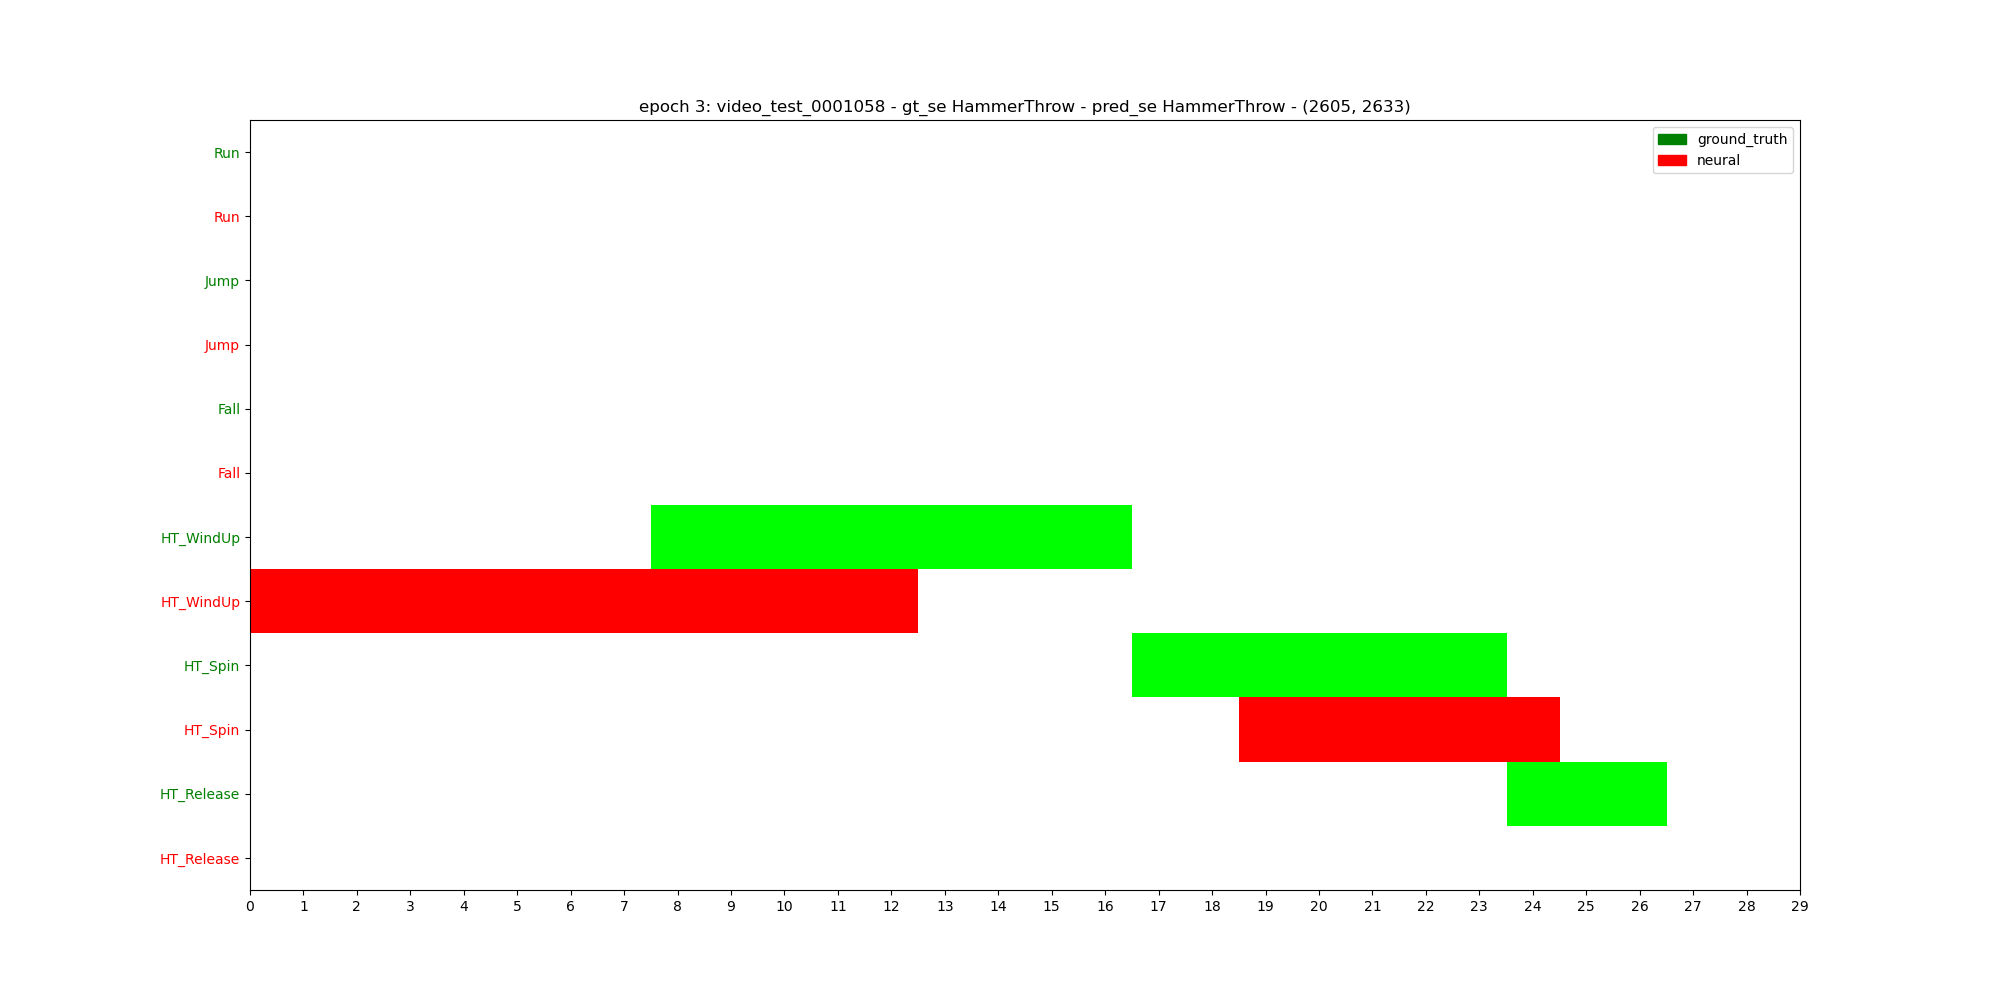 epoch 3: video_test_0001058 - gt_se HammerThrow - pred_se HammerThrow - (2605, 2633)
ground_truth
neural
Run
Run
Jump
Jump
Fall
Fall
HT_WindUp
HT_WindUp
HT_Spin
HT_Spin
HT_Release
HT_Release
0 1 2 3 4 5 6 7 8 9 10 11 12 13 14 15 16 17 18 19 20 21 22 23 24 25 26 27 28 29